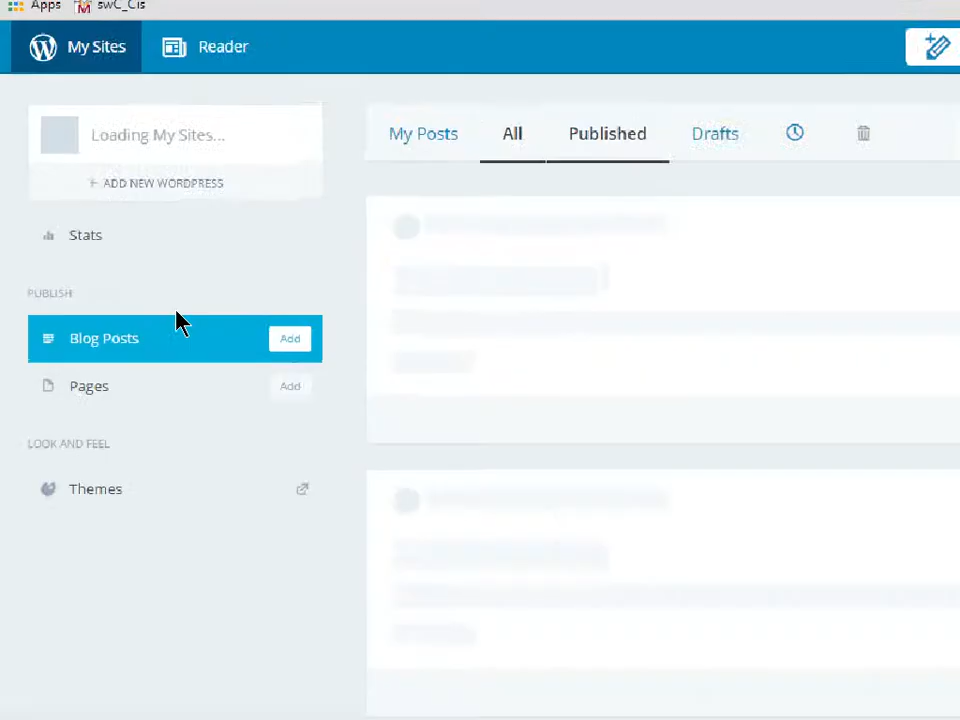 Apps swC_Cis
My Sites Reader
Loading My Sites...
My Posts All Published Drafts
+ ADD NEW WORDPRESS
Stats
PUBLISH
Blog Posts Add
Pages Add
LOOK AND FEEL
Themes